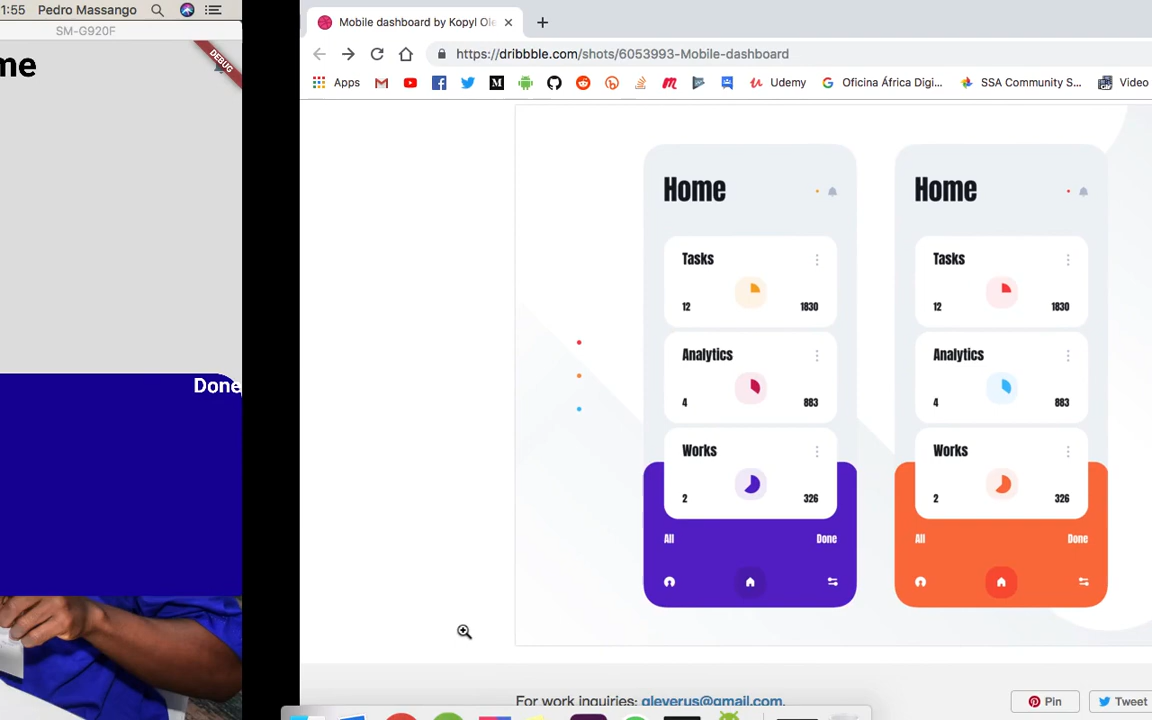 1:55 Pedro Massango
SM-G920F
me
DEBUG
Done
Mobile dashboard by Kopyl Ole
https://dribbble.com/shots/6053993-Mobile-dashboard
Apps
Udemy
Oficina África Digi...
SSA Community S...
Video
Home
Tasks
12
1830
Analytics
4
883
Works
2
326
All
Done
Home
Tasks
12
1830
Analytics
4
883
Works
2
326
All
Done
For work inquiries: gleverus@gmail.com.
Pin
Tweet